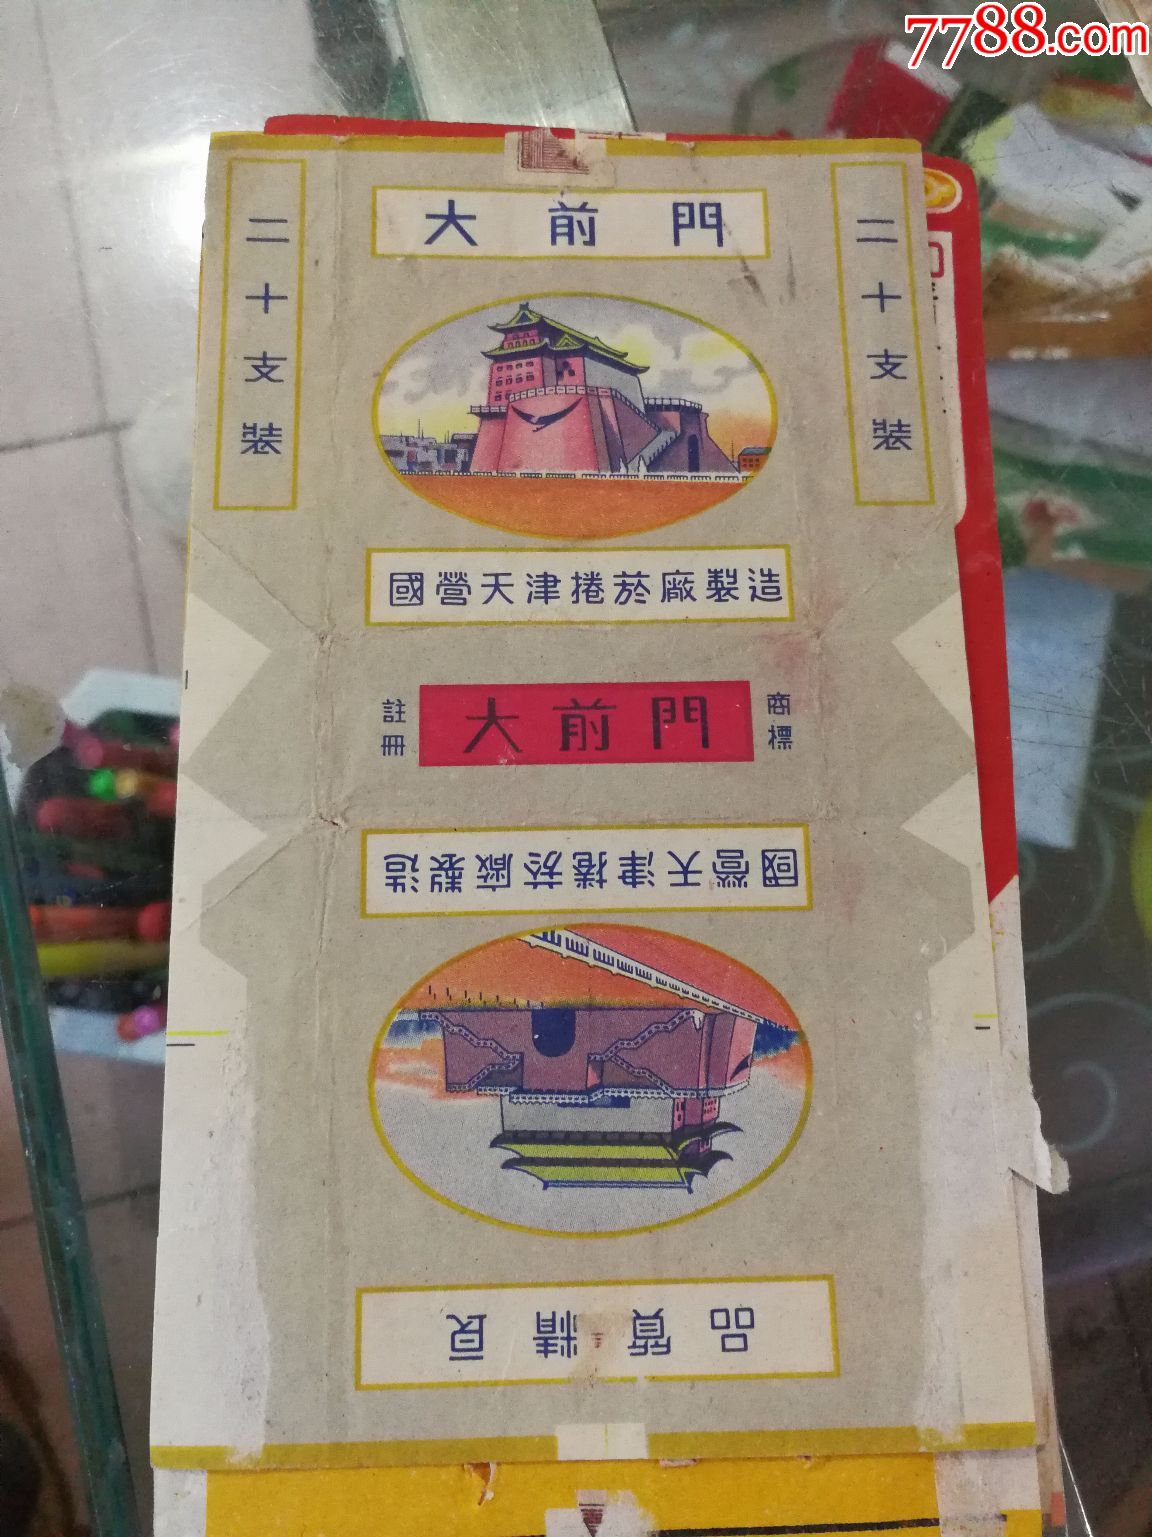 7788.com
大前門
二十支裝
二十支裝
國營天津捲菸廠製造
註冊
大前門
商標
國營天津捲菸廠製造
品質精良